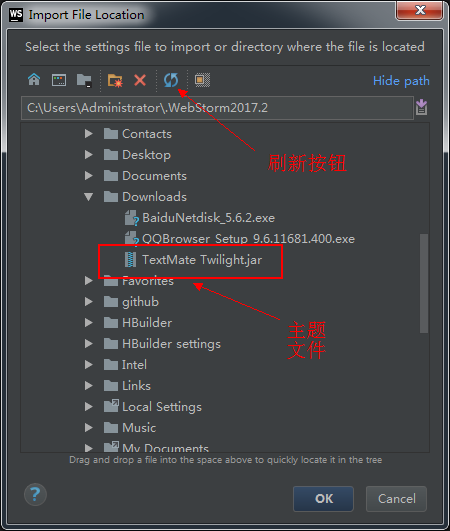 WS Import File Location
Select the settings file to import or directory where the file is located
Hide path
C:\Users\Administrator\.WebStorm2017.2
Contacts
Desktop
刷新按钮
Documents
Downloads
BaiduNetdisk_5.6.2.exe
QQBrowser_Setup_9.6.11681.400.exe
TextMate Twilight.jar
Favorites
github
主题
文件
HBuilder
HBuilder settings
Intel
Links
Local Settings
Music
My Documents
Drag and drop a file into the space above to quickly locate it in the tree
?
OK
Cancel